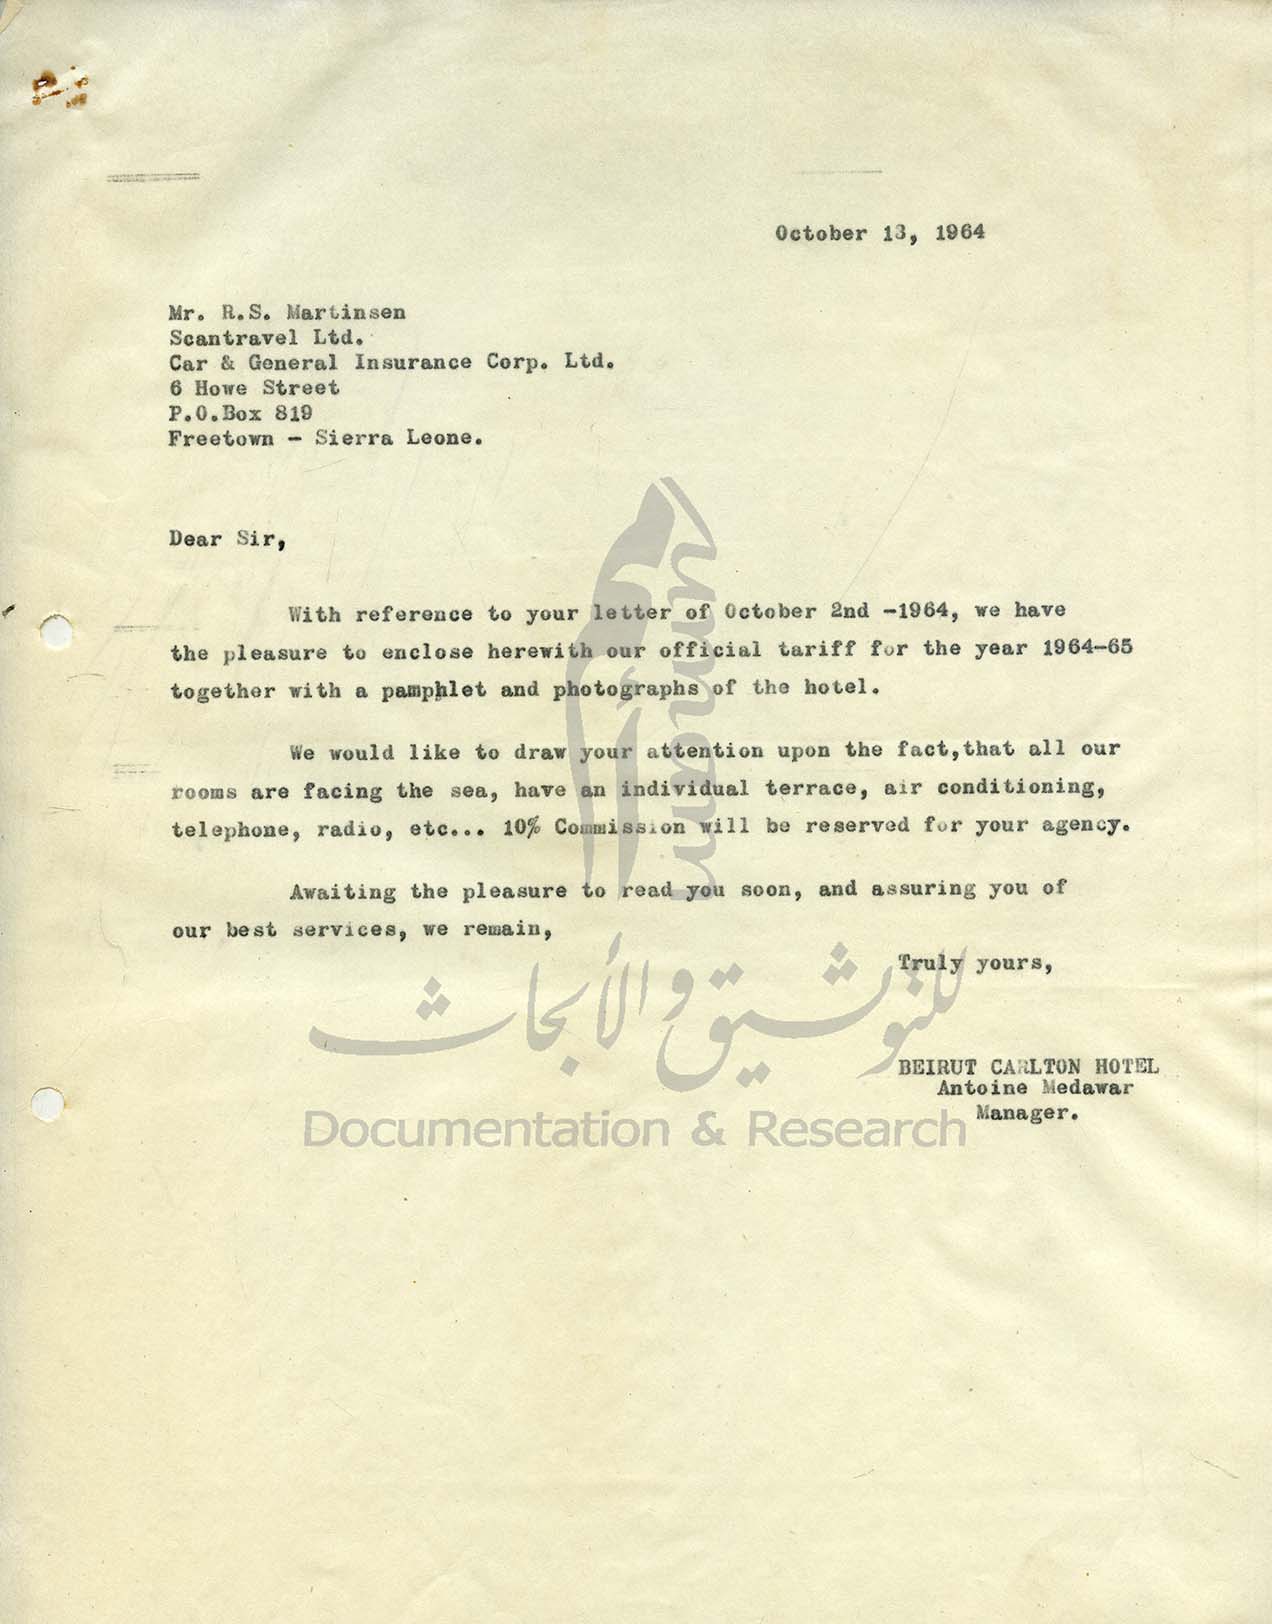 October 13, 1964
Mr. R.S. Martinsen
Scantravel Ltd.
Car & General Insurance Corp. Ltd.
6 Howe Street
P.O.Box 819
Freetown - Sierra Leone.
Dear Sir,
With reference to your letter of October 2nd -1964, we have
the pleasure to enclose herewith our official tariff for the year 1964-65
together with a pamphlet and photographs of the hotel.
We would like to draw your attention upon the fact,that all our
rooms are facing the sea, have an individual terrace, air conditioning,
telephone, radio, etc... 10% Commission will be reserved for your agency.
Awaiting the pleasure to read you soon, and assuring you of
our best services, we remain,
Truly yours,
BEIRUT CARLTON HOTEL
Antoine Medawar
Manager.
umam
أمم
للتوثيق و الأبحاث
Documentation & Research